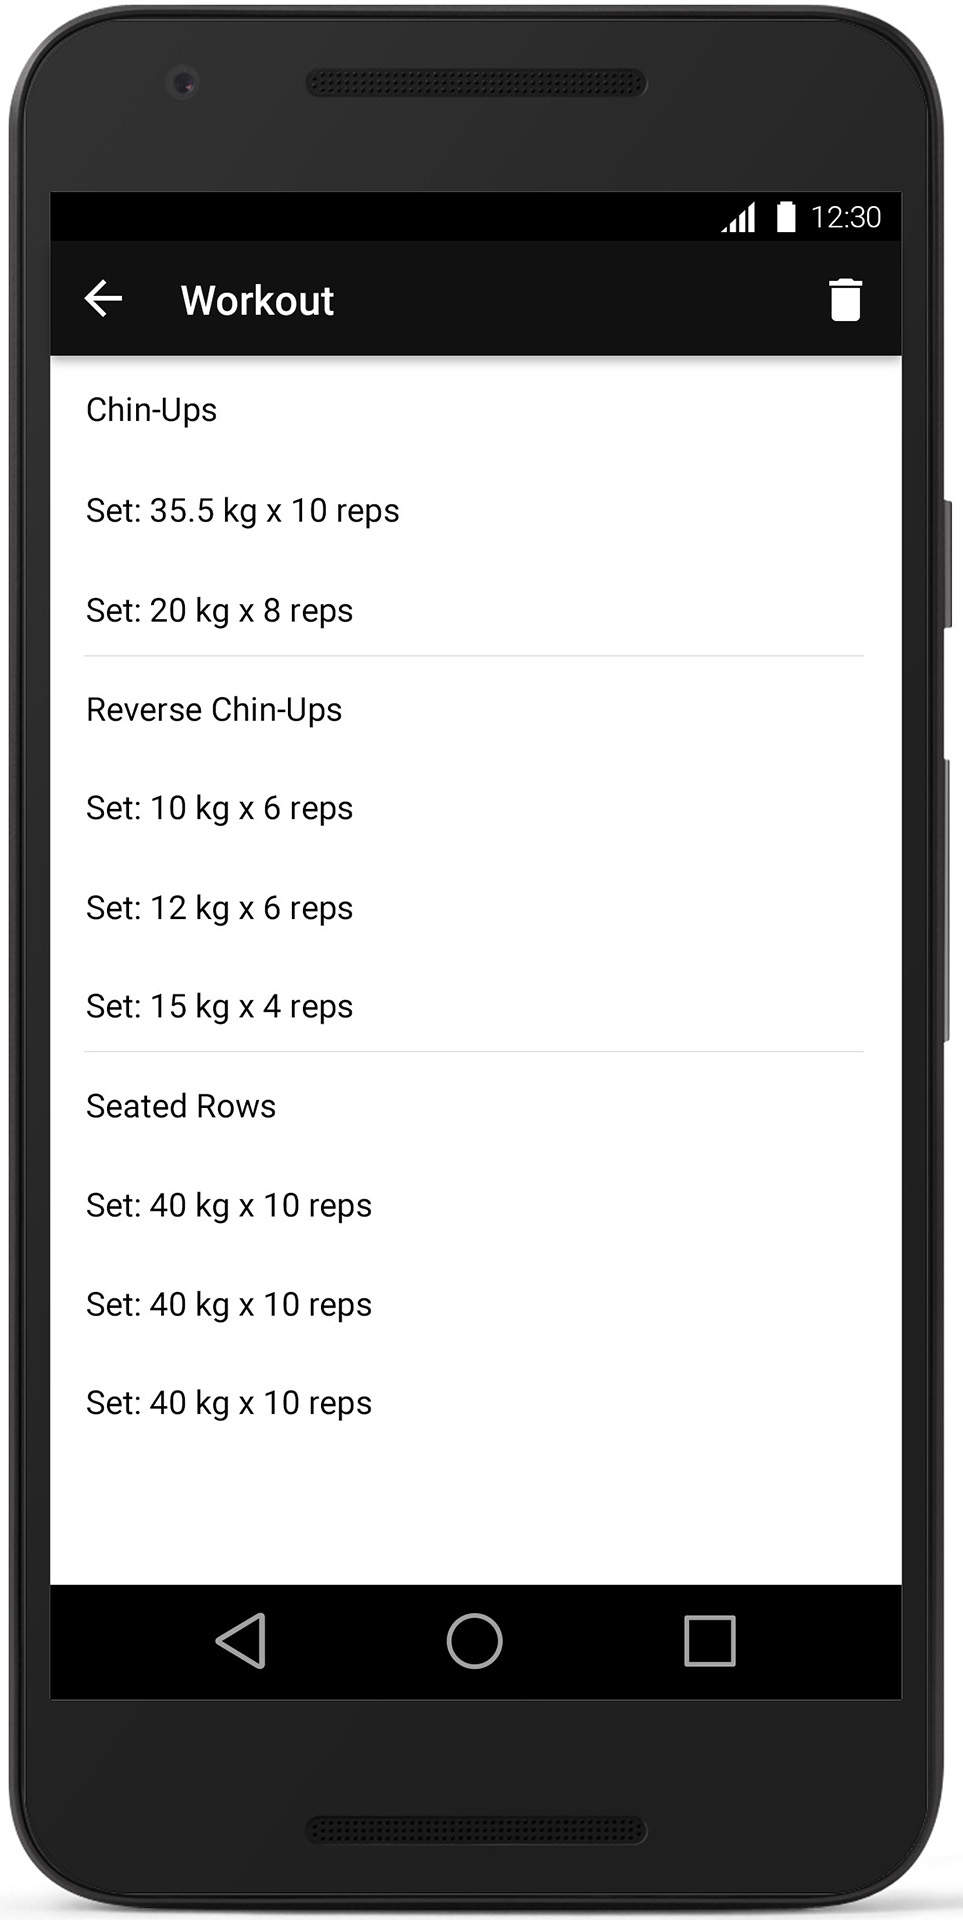 12:30
Workout
Chin-Ups
Set: 35.5 kg x 10 reps
Set: 20 kg x 8 reps
Reverse Chin-Ups
Set: 10 kg x 6 reps
Set: 12 kg x 6 reps
Set: 15 kg x 4 reps
Seated Rows
Set: 40 kg x 10 reps
Set: 40 kg x 10 reps
Set: 40 kg x 10 reps